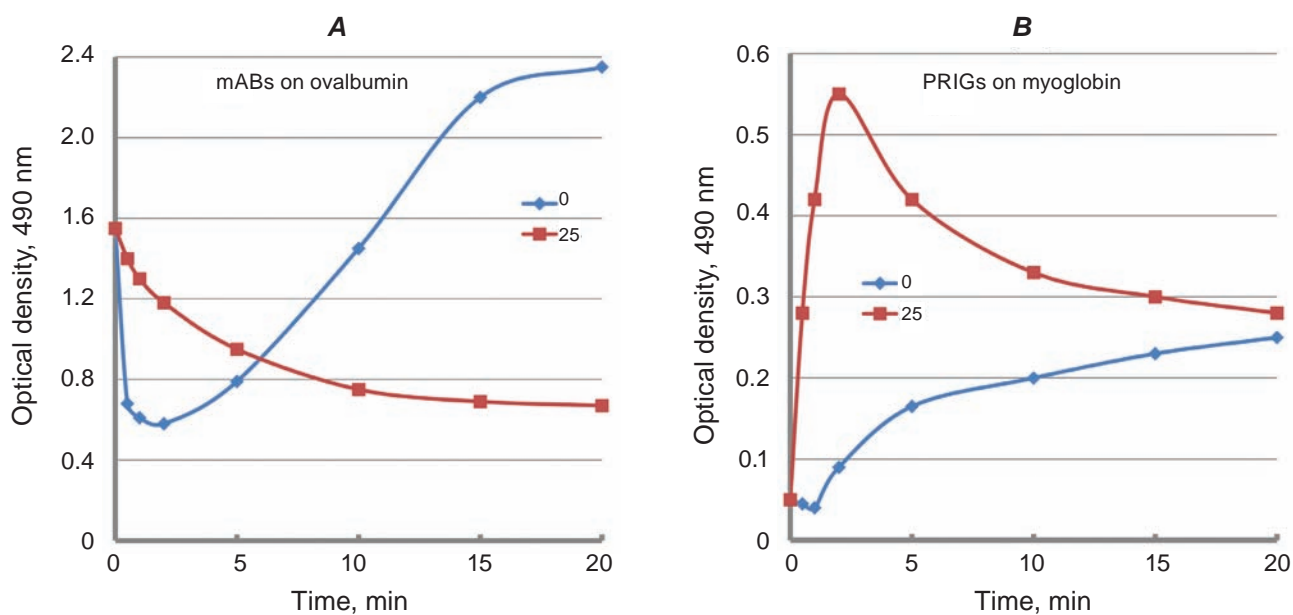 A
Optical density, 490 nm
2.4
2.0
1.6
1.2
0.8
0.4
0
mABs on ovalbumin
0
25
0 5 10 15 20
Time, min
B
Optical density, 490 nm
0.6
0.5
0.4
0.3
0.2
0.1
0
PRIGs on myoglobin
0
25
0 5 10 15 20
Time, min